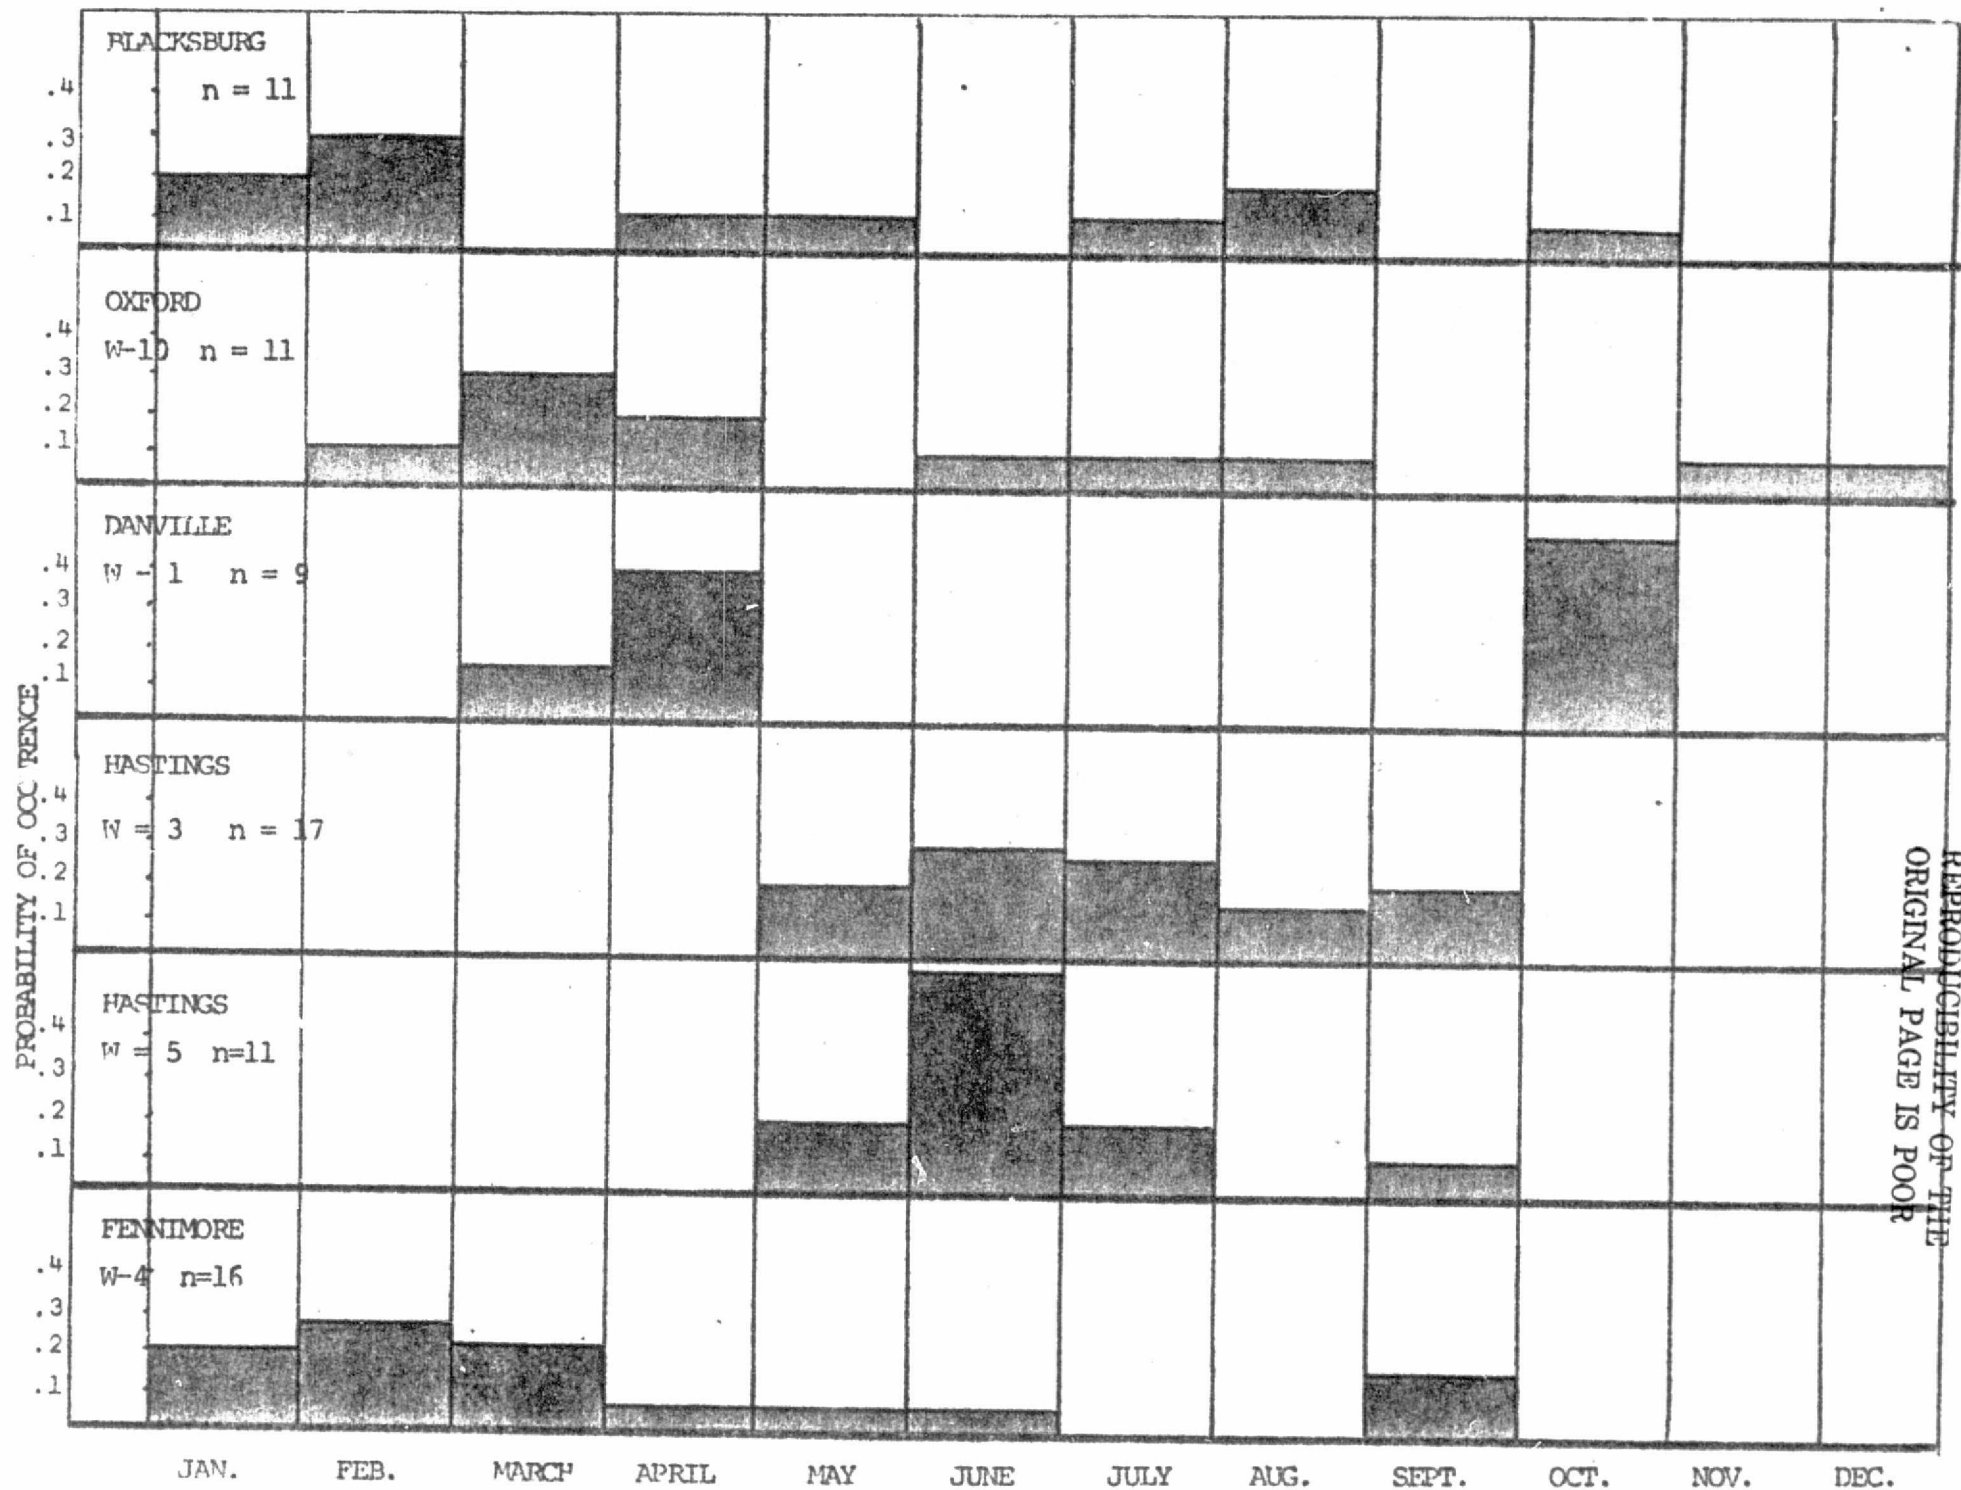 BLACKSBURG
n = 11
.4
.3
.2
.1
OXFORD
W-10 n = 11
.4
.3
.2
.1
DANVILLE
W - 1 n = 9
.4
.3
.2
.1
HASTINGS
W = 3 n = 17
.4
.3
.2
.1
HASTINGS
W = 5 n=11
.4
.3
.2
.1
FENNIMORE
W-4 n=16
.4
.3
.2
.1
PROBABILITY OF OCC RENCE
JAN. FEB. MARCH APRIL MAY JUNE JULY AUG. SEPT. OCT. NOV. DEC.
REPRODUCIBILITY OF THE
ORIGINAL PAGE IS POOR